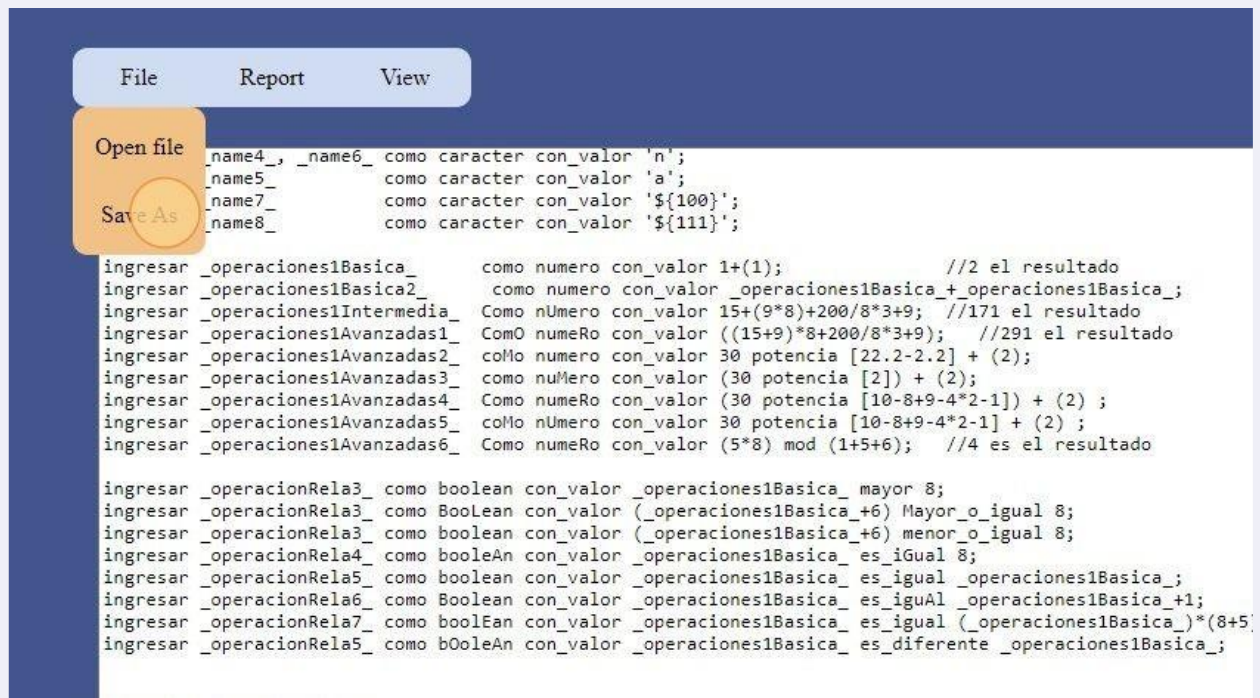 File Report View
Open file
Save As
_name4_, _name6_ como caracter con_valor 'n';
_name5_ como caracter con_valor 'a';
_name7_ como caracter con_valor '${100}';
_name8_ como caracter con_valor '${111}';
ingresar _operaciones1Basica_ como numero con_valor 1+(1); //2 el resultado
ingresar _operaciones1Basica2_ como numero con_valor _operaciones1Basica_+_operaciones1Basica_;
ingresar _operaciones1Intermedia_ Como nUmero con_valor 15+(9*8)+200/8*3+9; //171 el resultado
ingresar _operaciones1Avanzadas1_ ComO numeRo con_valor ((15+9)*8+200/8*3+9); //291 el resultado
ingresar _operaciones1Avanzadas2_ coMo numero con_valor 30 potencia [22.2-2.2] + (2);
ingresar _operaciones1Avanzadas3_ como nuMero con_valor (30 potencia [2]) + (2);
ingresar _operaciones1Avanzadas4_ Como numeRo con_valor (30 potencia [10-8+9-4*2-1]) + (2) ;
ingresar _operaciones1Avanzadas5_ coMo nUmero con_valor 30 potencia [10-8+9-4*2-1] + (2) ;
ingresar _operaciones1Avanzadas6_ Como numeRo con_valor (5*8) mod (1+5+6); //4 es el resultado
ingresar _operacionRela3_ como boolean con_valor _operaciones1Basica_ mayor 8;
ingresar _operacionRela3_ como BooLean con_valor (_operaciones1Basica_+6) Mayor_o_igual 8;
ingresar _operacionRela3_ como boolean con_valor (_operaciones1Basica_+6) menor_o_igual 8;
ingresar _operacionRela4_ como booleAn con_valor _operaciones1Basica_ es_iGual 8;
ingresar _operacionRela5_ como boolean con_valor _operaciones1Basica_ es_igual _operaciones1Basica_;
ingresar _operacionRela6_ como Boolean con_valor _operaciones1Basica_ es_iguAl _operaciones1Basica_+1;
ingresar _operacionRela7_ como bolEan con_valor _operaciones1Basica_ es_igual (_operaciones1Basica_)*(8+5
ingresar _operacionRela5_ como bOoleAn con_valor _operaciones1Basica_ es_diferente _operaciones1Basica_;